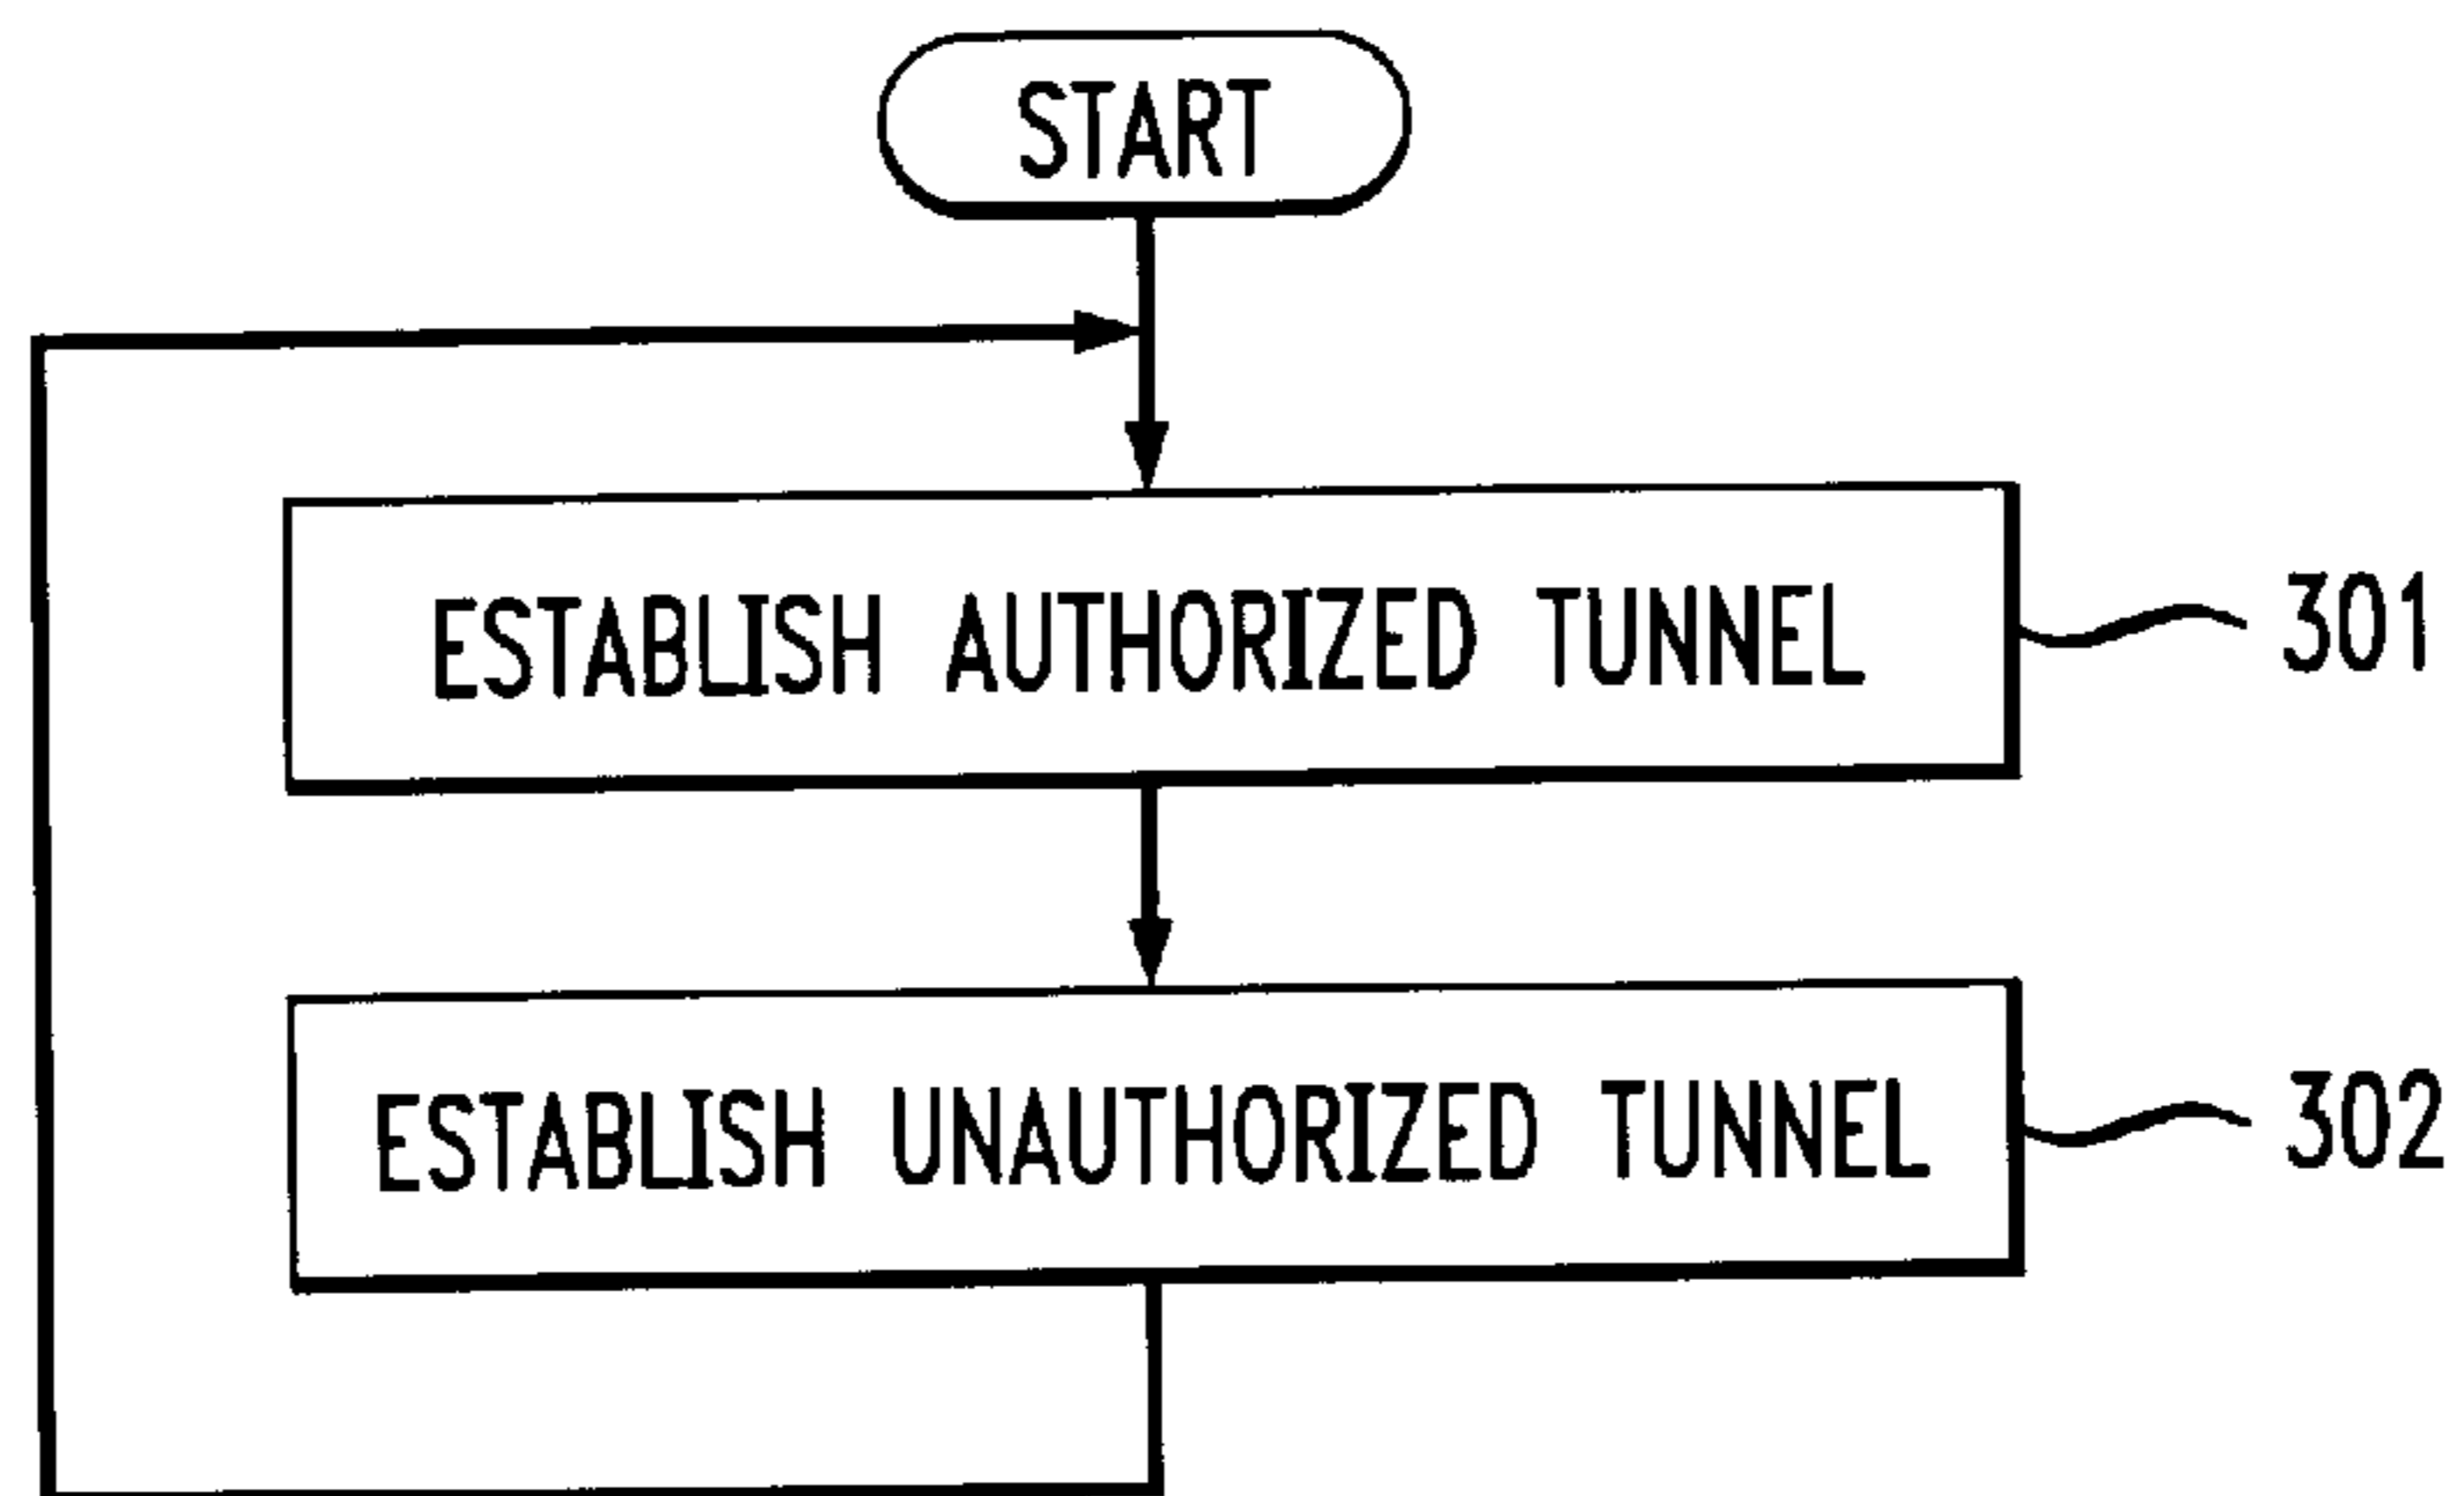 START
ESTABLISH AUTHORIZED TUNNEL
301
ESTABLISH UNAUTHORIZED TUNNEL
302